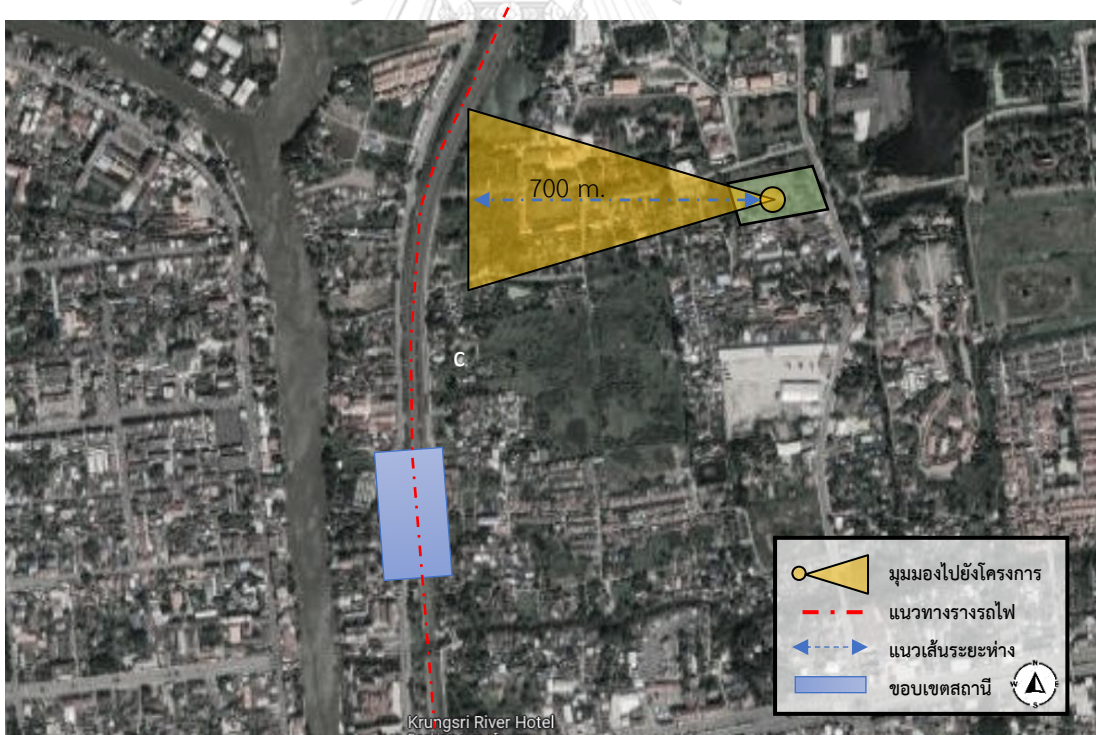 700 m.
C
มุมมองไปยังโครงการ
แนวทางรางรถไฟ
แนวเส้นระยะห่าง
ขอบเขตสถานี
N
W E
S
Krungsri River Hotel